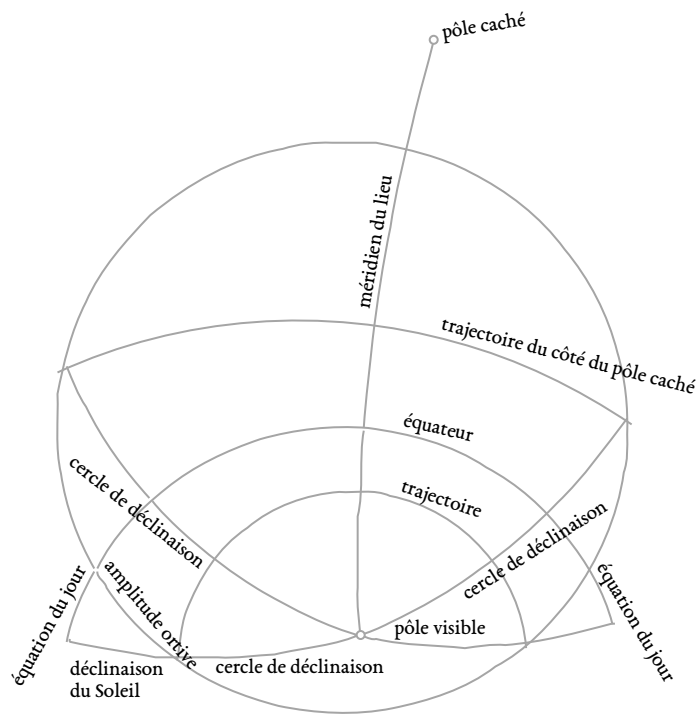 pôle caché
méridien du lieu
trajectoire du côté du pôle caché
équateur
cercle de déclinaison
trajectoire
cercle de déclinaison
équation du jour
amplitude ortive
équation du jour
pôle visible
déclinaison
du Soleil
cercle de déclinaison